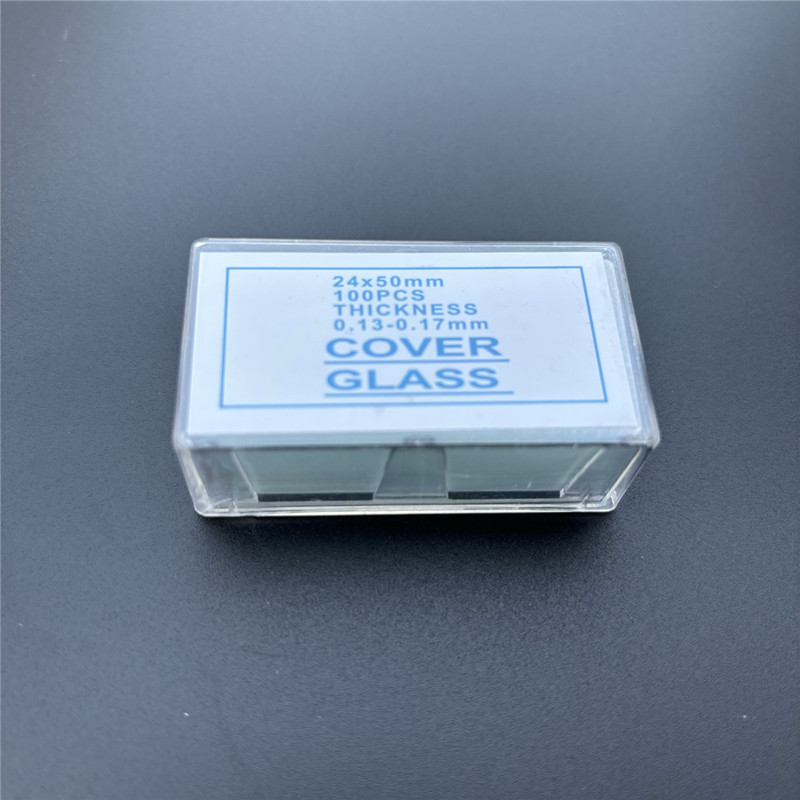 24x50mm
100PCS
THICKNESS
0.13-0.17mm
COVER
GLASS